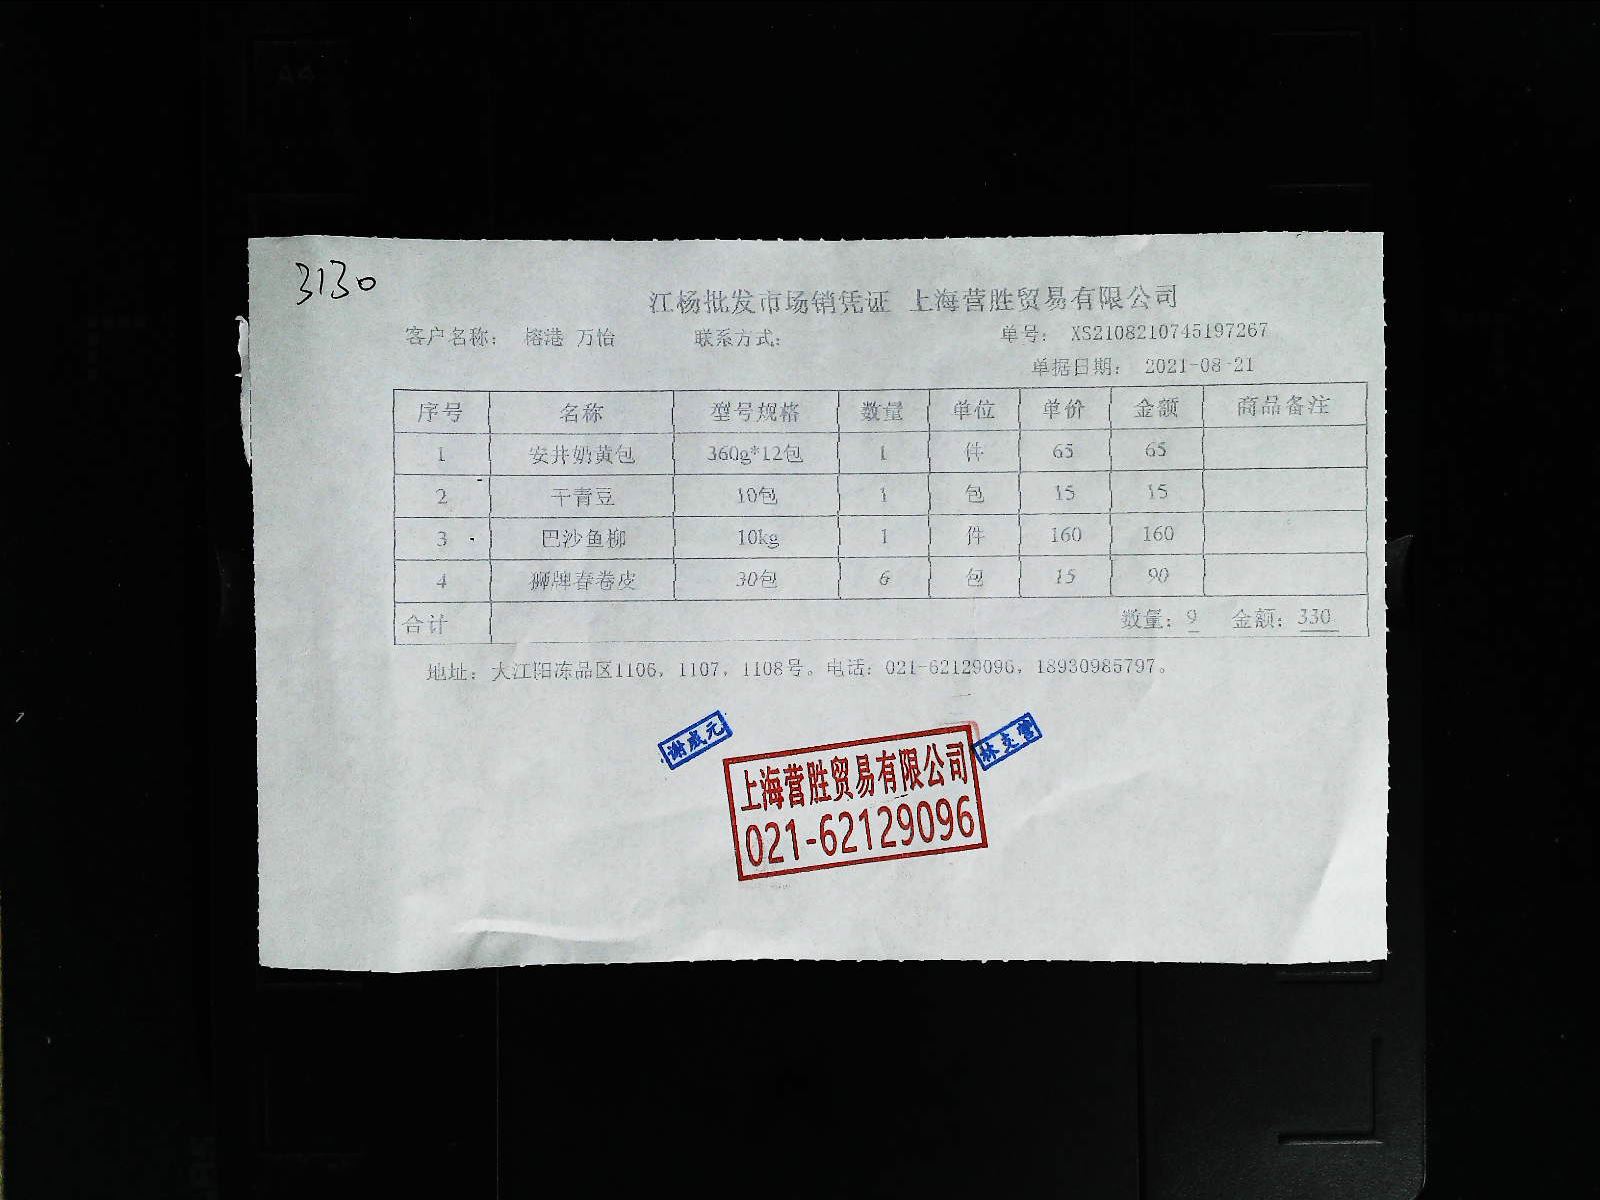 3130
江杨批发市场销凭证 上海营胜贸易有限公司
客户名称： 榕港 万怡 联系方式： 单号： XS2108210745197267
单据日期： 2021-08-21
序号 名称 型号规格 数量 单位 单价 金额 商品备注
1 安井奶黄包 360g*12包 1 件 65 65
2 干青豆 10包 1 包 15 15
3 巴沙鱼柳 10kg 1 件 160 160
4 狮牌春卷皮 30包 6 包 15 90
合计 数量：9 金额：330
地址：大江阳冻品区1106，1107，1108号。电话：021-62129096，18930985797。
谢成元
林支营
上海营胜贸易有限公司
021-62129096
A4